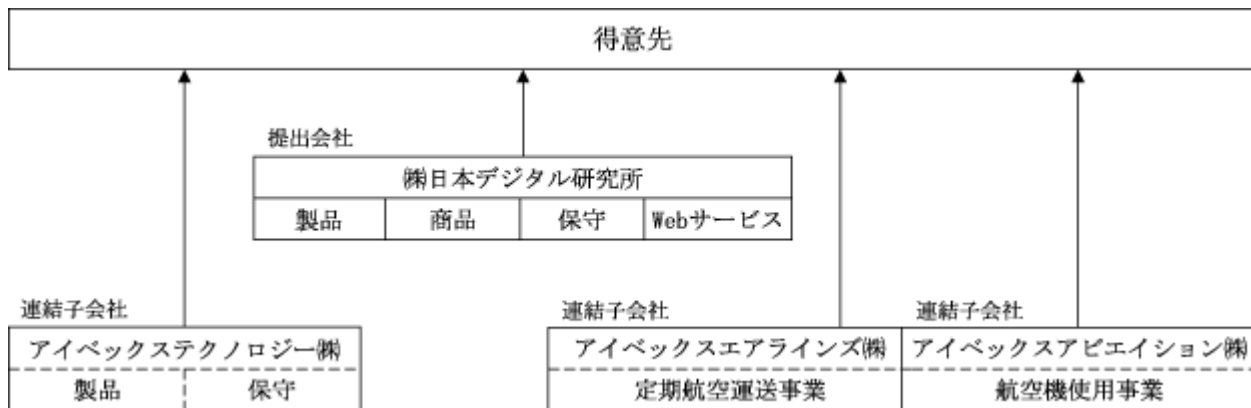 得意先
提出会社
㈱日本デジタル研究所
製品 商品 保守 Webサービス
連結子会社 連結子会社 連結子会社
アイベックステクノロジー㈱ アイベックスエアラインズ㈱ アイベックスアビエイション㈱
製品 保守 定期航空運送事業 航空機使用事業